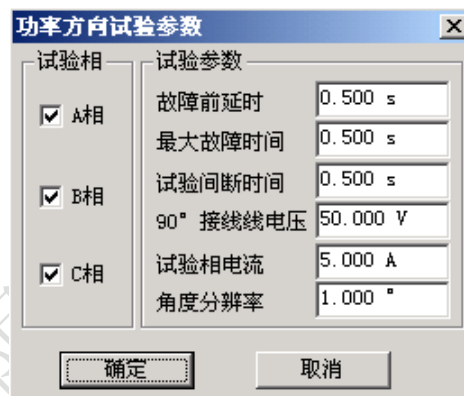 功率方向试验参数
试验相
A相
B相
C相
试验参数
故障前延时 0.500 s
最大故障时间 0.500 s
试验间断时间 0.500 s
90° 接线线电压 50.000 V
试验相电流 5.000 A
角度分辨率 1.000 °
确定 取消